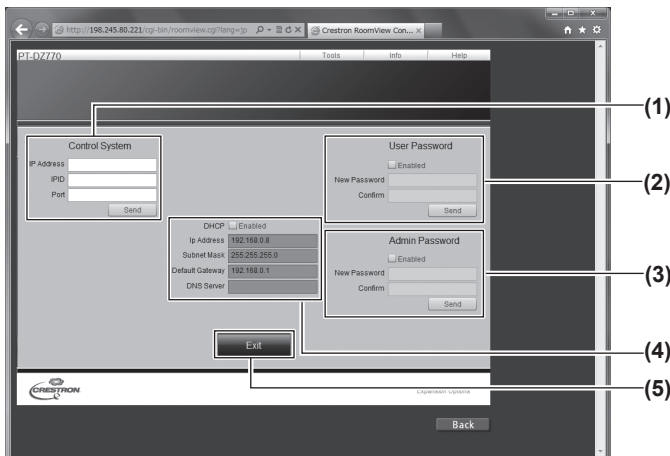 http://198.245.80.221/cgi-bin/roomview.cgi?lang=jp
Crestron RoomView Con...
PT-DZ770
Tools Info Help
(1)
Control System
IP Address
IPID
Port
Send
User Password
Enabled
New Password
Confirm
Send
(2)
DHCP Enabled
Ip Address 192.168.0.8
Subnet Mask 255.255.255.0
Default Gateway 192.168.0.1
DNS Server
Admin Password
Enabled
New Password
Confirm
Send
(3)
(4)
Exit
(5)
CRESTRON
Expansion Options
Back